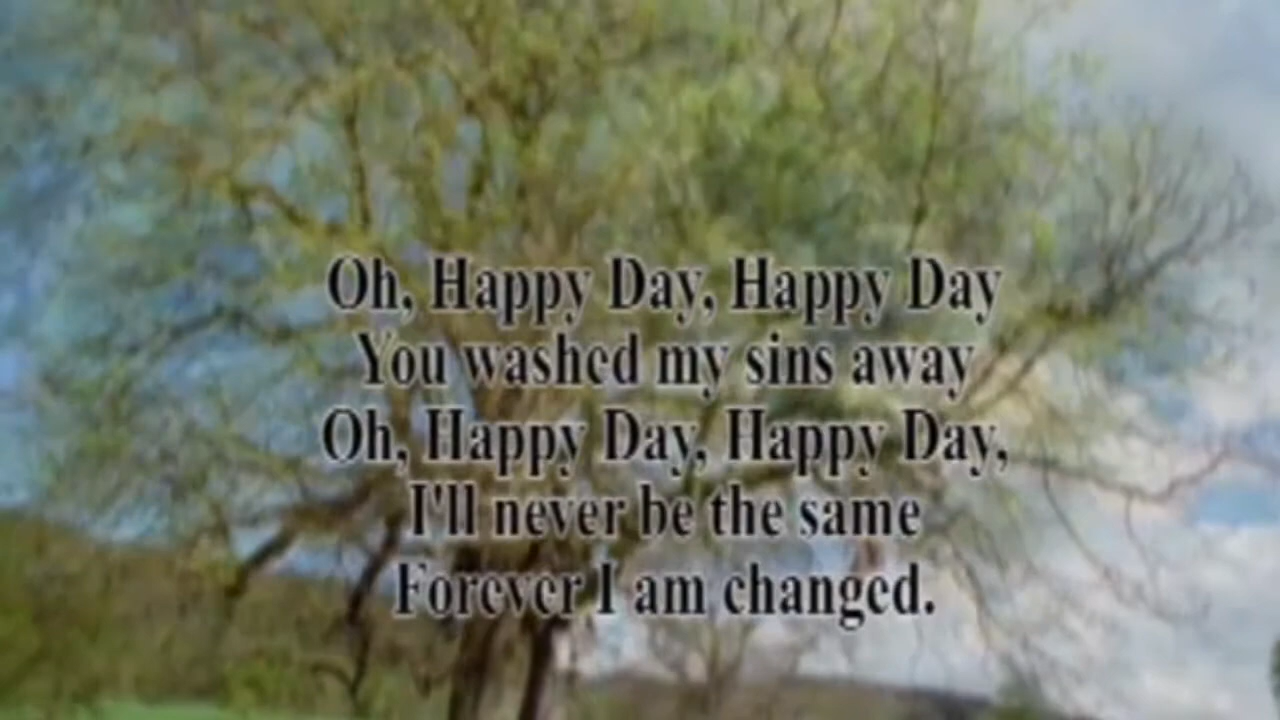 Oh, Happy Day, Happy Day
You washed my sins away
Oh, Happy Day, Happy Day,
I'll never be the same
Forever I am changed.